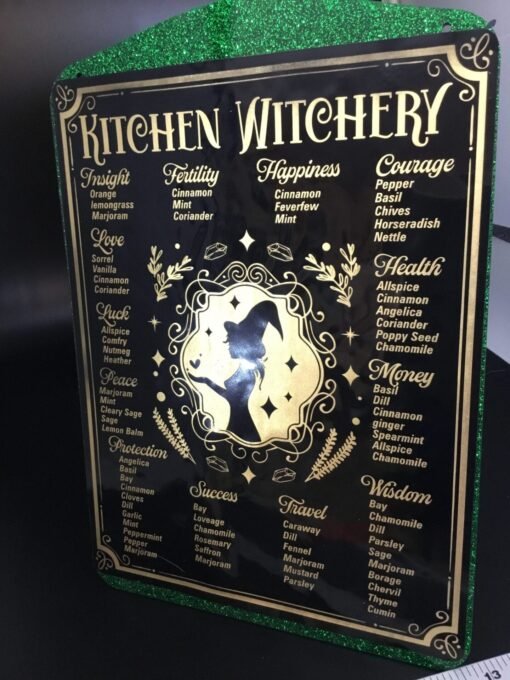 KITCHEN WITCHERY
Insight
Orange
lemongrass
Marjoram
Fertility
Cinnamon
Mint
Coriander
Happiness
Cinnamon
Feverfew
Mint
Courage
Pepper
Basil
Chives
Horseradish
Nettle
Love
Sorrel
Vanilla
Cinnamon
Coriander
Health
Allspice
Cinnamon
Angelica
Coriander
Poppy Seed
Chamomile
Luck
Allspice
Comfry
Nutmeg
Heather
Peace
Marjoram
Mint
Cleary Sage
Sage
Lemon Balm
Money
Basil
Dill
Cinnamon
ginger
Spearmint
Allspice
Chamomile
Protection
Angelica
Basil
Bay
Cinnamon
Cloves
Dill
Garlic
Mint
Peppermint
Pepper
Marjoram
Success
Bay
Loveage
Chamomile
Rosemary
Saffron
Marjoram
Travel
Caraway
Dill
Fennel
Marjoram
Mustard
Parsley
Wisdom
Bay
Chamomile
Dill
Parsley
Sage
Marjoram
Borage
Chervil
Thyme
Cumin
13